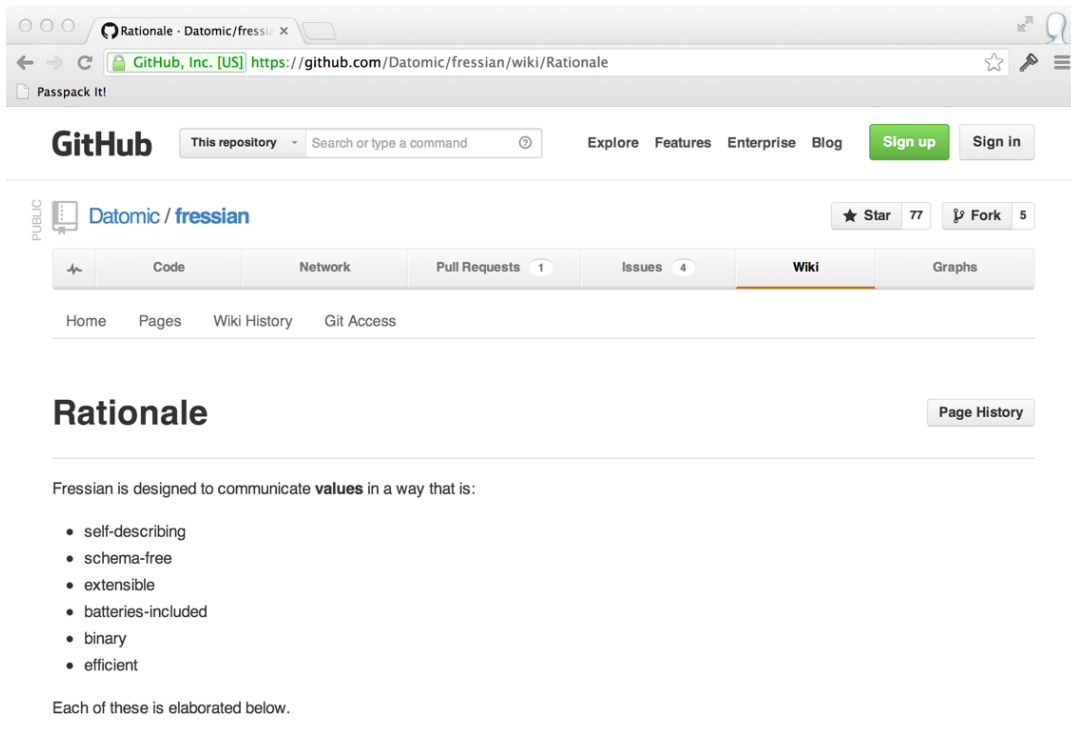 Rationale · Datomic/fressia
GitHub, Inc. [US] https://github.com/Datomic/fressian/wiki/Rationale
Passpack It!
GitHub This repository Search or type a command Explore Features Enterprise Blog Sign up Sign in
PUBLIC
Datomic / fressian Star 77 Fork 5
Code Network Pull Requests 1 Issues 4 Wiki Graphs
Home Pages Wiki History Git Access
Rationale Page History
Fressian is designed to communicate values in a way that is:
• self-describing
• schema-free
• extensible
• batteries-included
• binary
• efficient
Each of these is elaborated below.